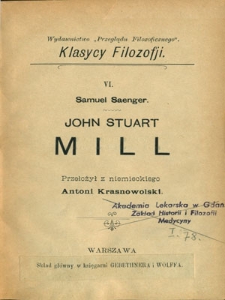 Wydawnictwo „Przeglądu Filozoficznego".
Klasycy Filozofji.
VI.
Samuel Saenger.
JOHN STUART
MILL
Przełożył z niemieckiego
Antoni Krasnowolski.
Akademia Lekarska w Gdań
Zakład Historii i Filozofii
Medycyny
I. 78.
WARSZAWA
Skład główny w księgarni GEBETHNERA i WOLFFA.